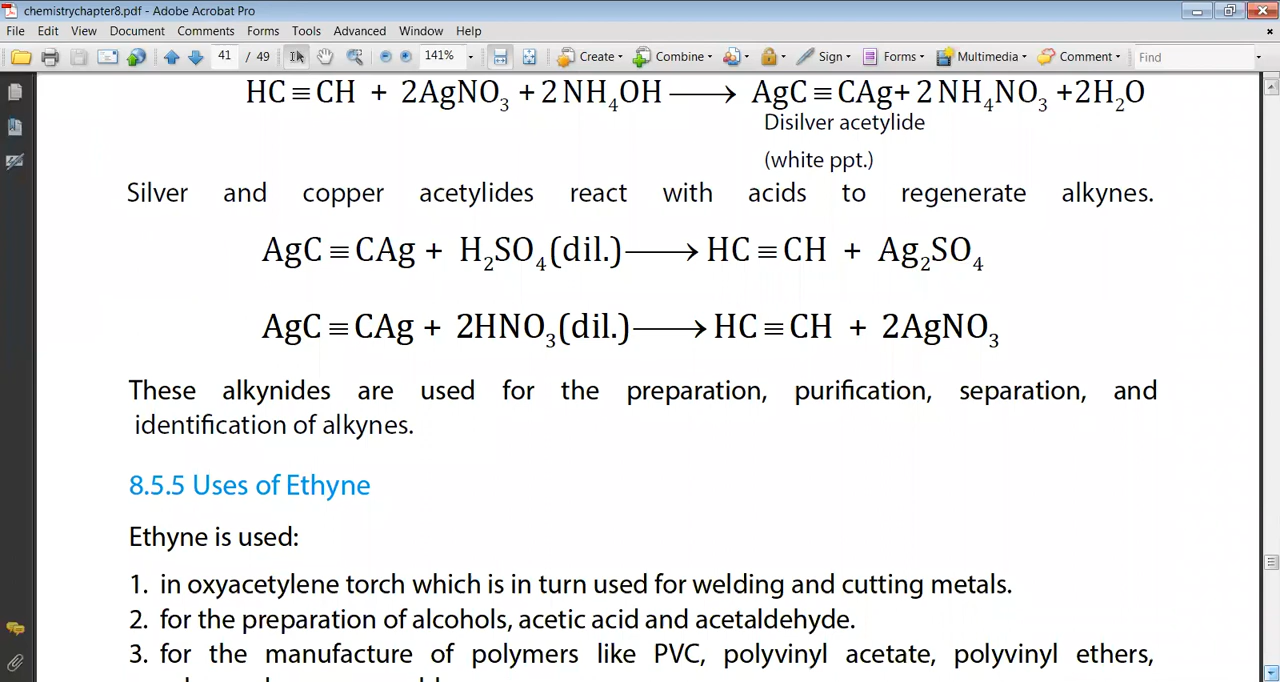 chemistrychapter8.pdf - Adobe Acrobat Pro
File Edit View Document Comments Forms Tools Advanced Window Help
41 / 49 141% Create Combine Sign Forms Multimedia Comment Find
HC≡CH + 2AgNO₃ + 2NH₄OH ⟶ AgC≡CAg + 2NH₄NO₃ + 2H₂O
Disilver acetylide
(white ppt.)
Silver and copper acetylides react with acids to regenerate alkynes.
AgC≡CAg + H₂SO₄(dil.) ⟶ HC≡CH + Ag₂SO₄
AgC≡CAg + 2HNO₃(dil.) ⟶ HC≡CH + 2AgNO₃
These alkynides are used for the preparation, purification, separation, and
identification of alkynes.
8.5.5 Uses of Ethyne
Ethyne is used:
1. in oxyacetylene torch which is in turn used for welding and cutting metals.
2. for the preparation of alcohols, acetic acid and acetaldehyde.
3. for the manufacture of polymers like PVC, polyvinyl acetate, polyvinyl ethers,